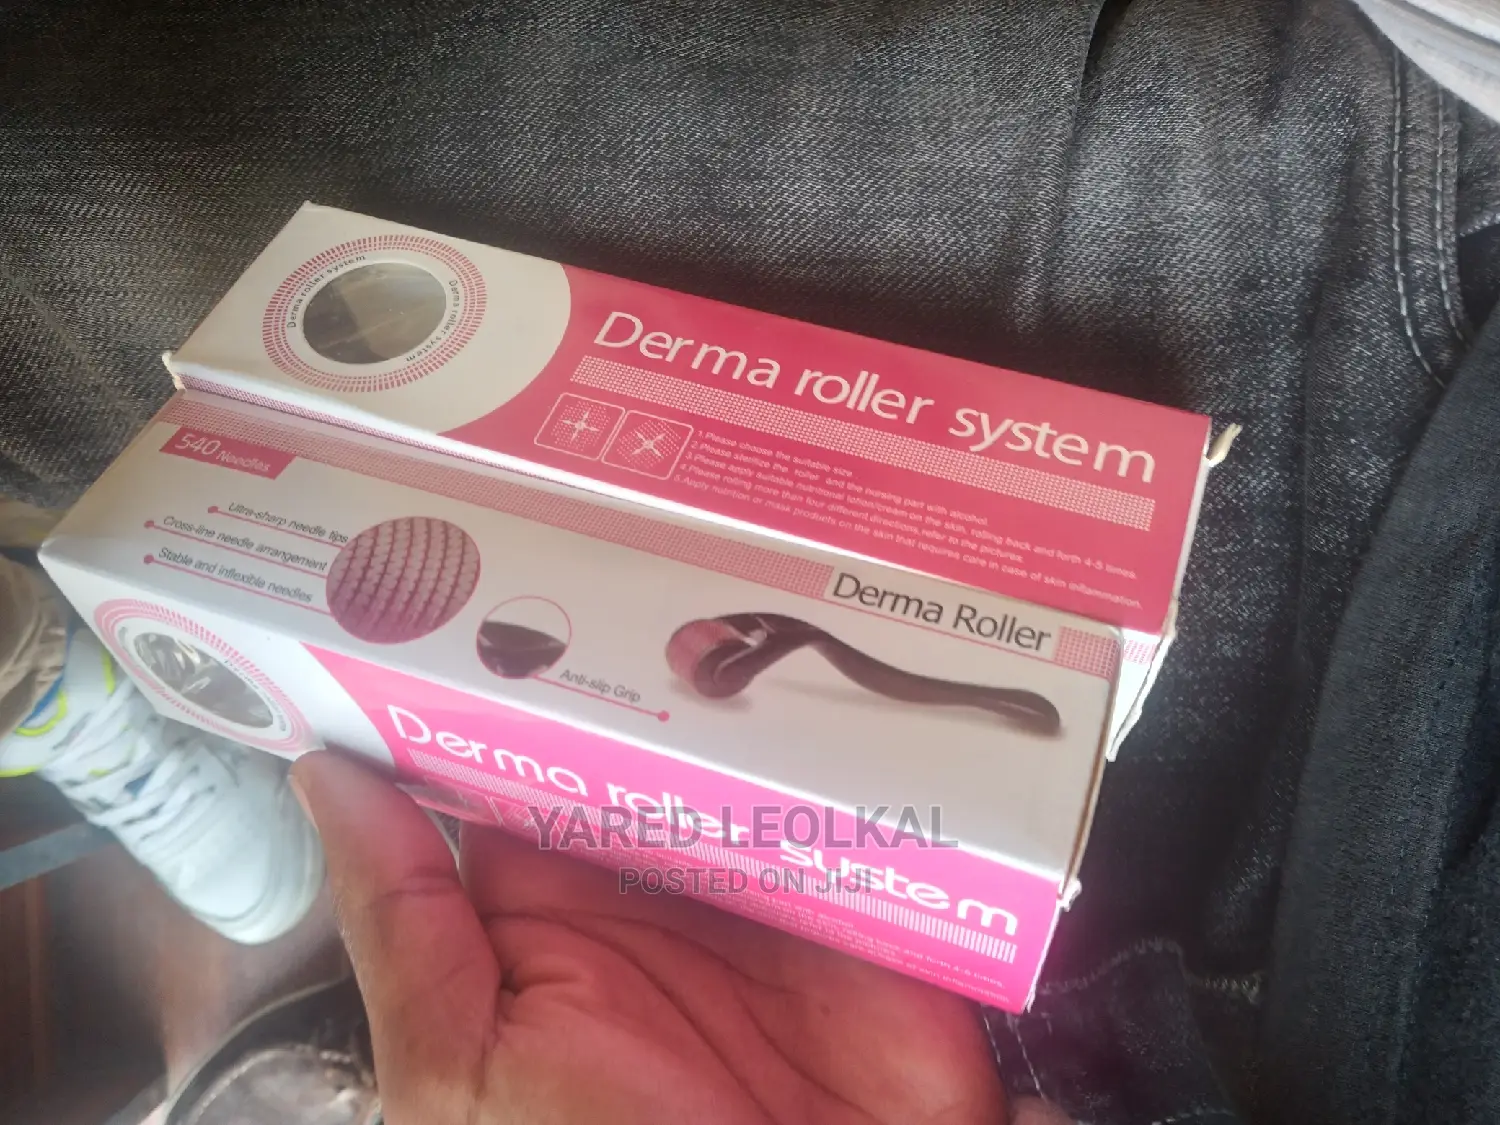 Derma roller system
Derma roller system
Derma roller system
1.Please choose the suitable size.
2.Please sterilize the roller and the nursing part with alcohol.
3.Please apply suitable nutritional lotion/cream on the skin, rolling back and forth 4-5 times.
4.Please rolling more than four different directions,refer to the pictures.
5.Apply nutrition or mask products on the skin that requires care in case of skin inflammation.
540 Needles
Ultra-sharp needle tips
Cross-line needle arrangement
Stable and inflexible needles
Anti-slip Grip
Derma Roller
Derma roller system
YARED LEOLKAL
POSTED ON JIJI